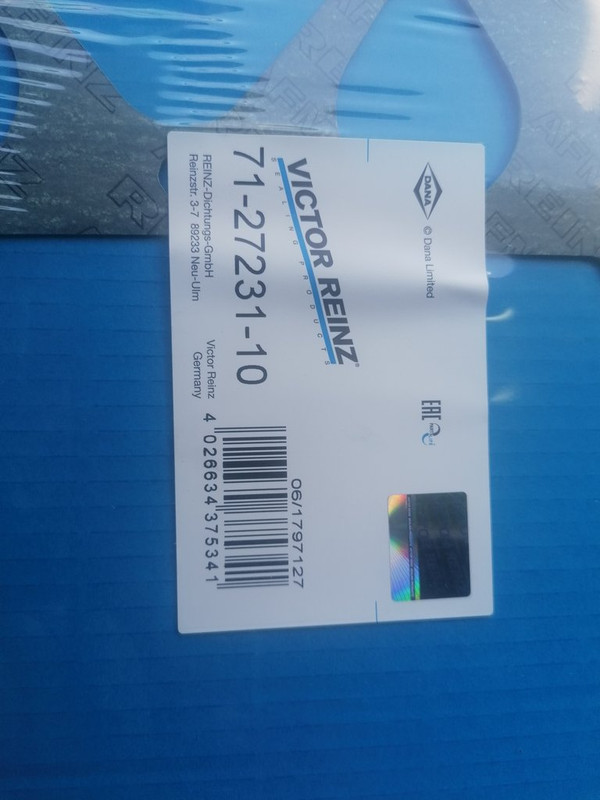 DANA
© Dana Limited
EAC
VICTOR REINZ®
SEALING PRODUCTS
71-27231-10
06/1797127
4 026634 375341
REINZ-Dichtungs-GmbH
Reinzstr. 3-7 89233 Neu-Ulm
Victor Reinz
Germany